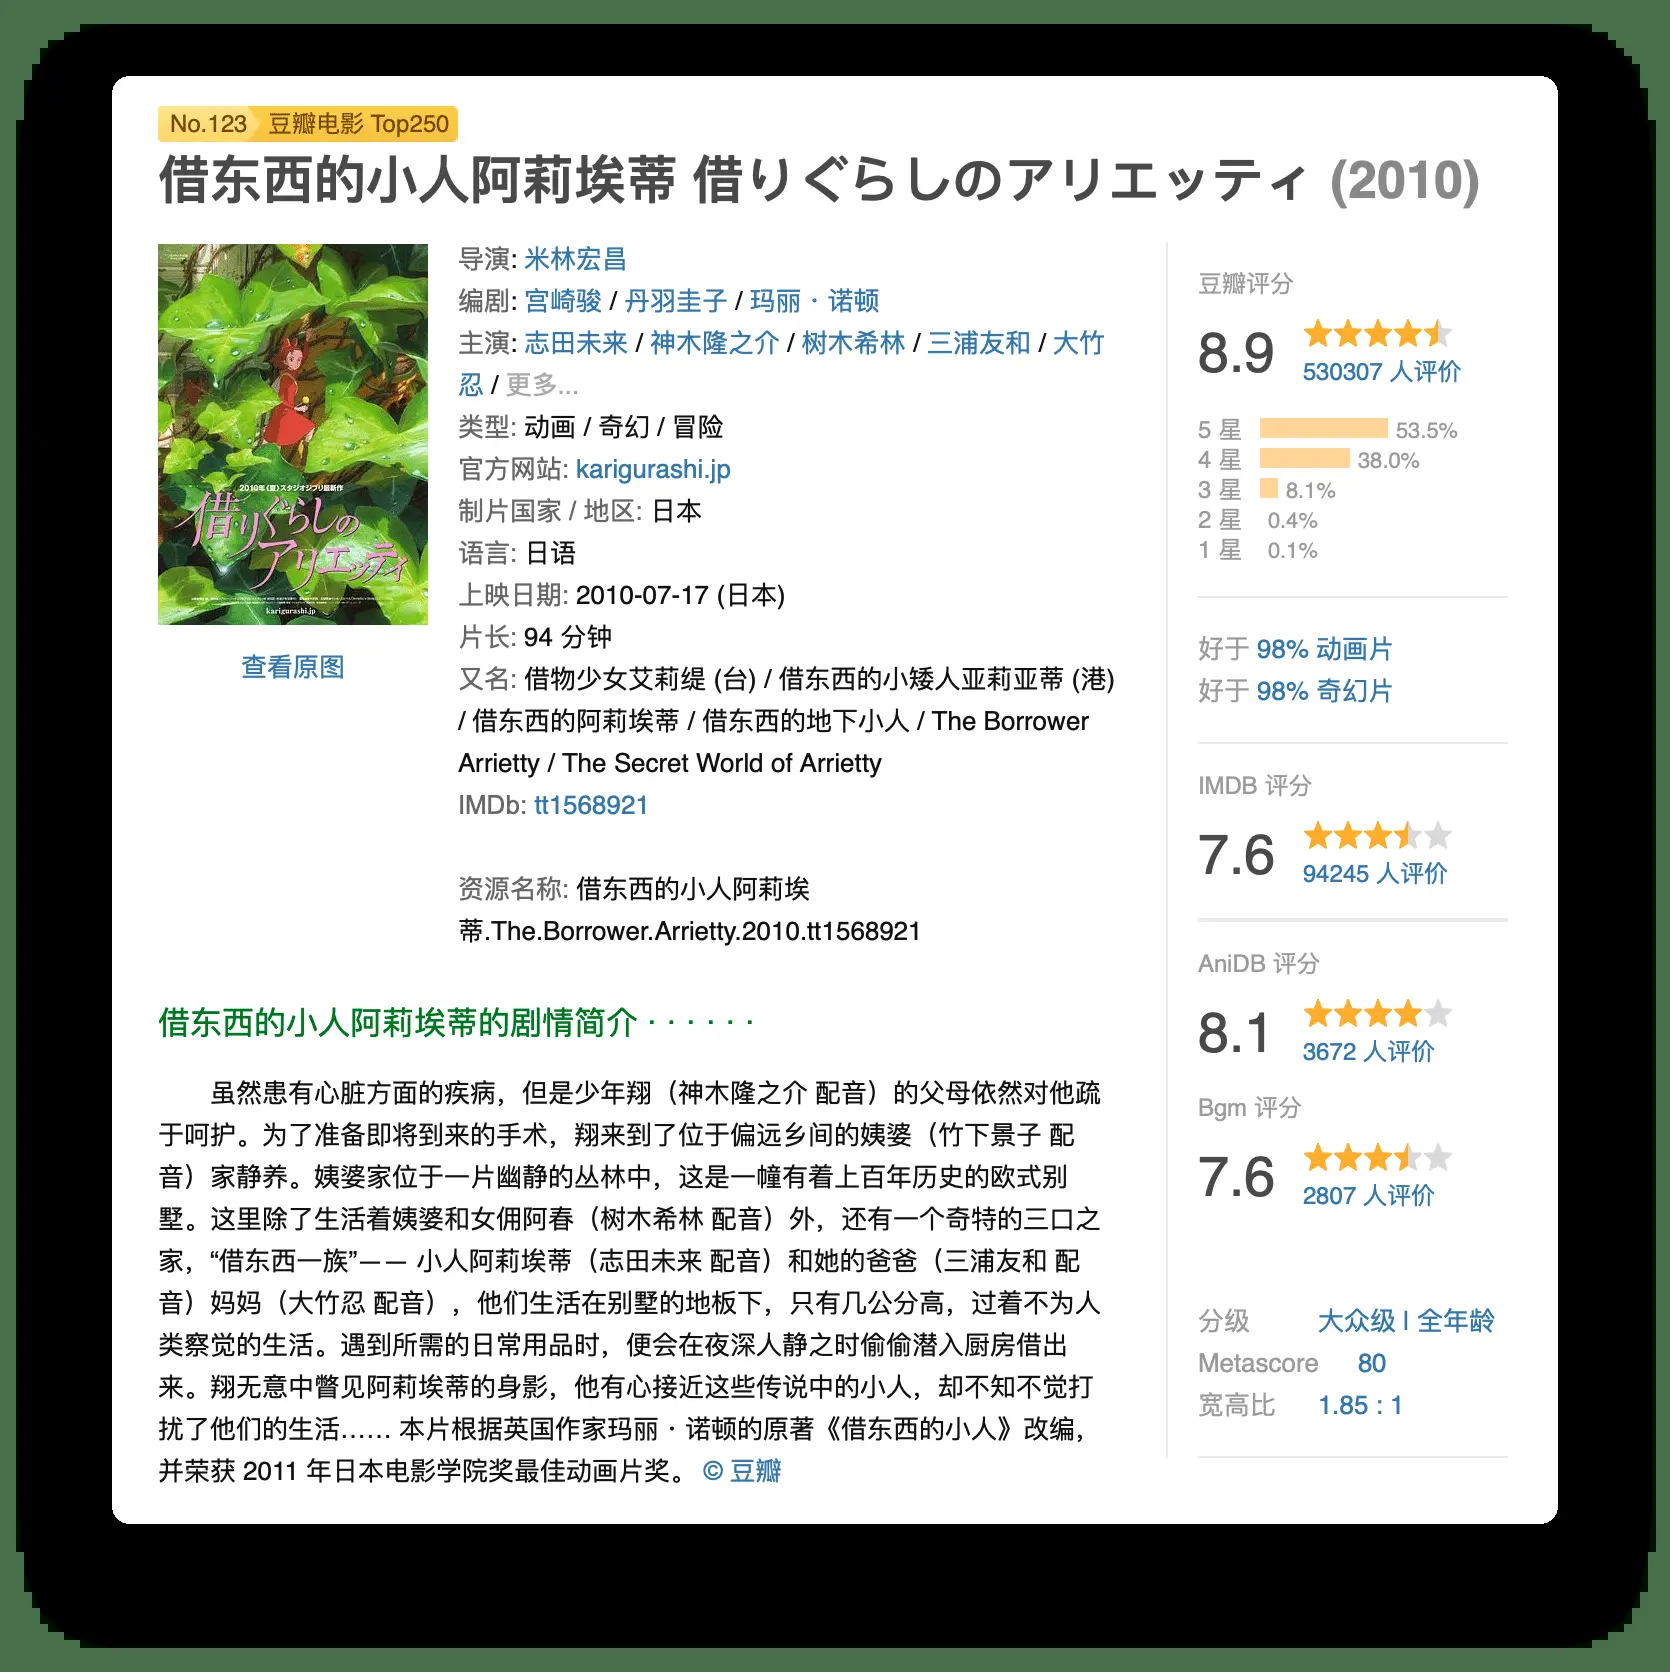 No.123 豆瓣电影 Top250
借东西的小人阿莉埃蒂 借りぐらしのアリエッティ (2010)
2010年(夏)スタジオジブリ最新作
借りぐらしの
アリエッティ
karigurashi.jp
查看原图
导演: 米林宏昌
编剧: 宫崎骏 / 丹羽圭子 / 玛丽·诺顿
主演: 志田未来 / 神木隆之介 / 树木希林 / 三浦友和 / 大竹
忍 / 更多...
类型: 动画 / 奇幻 / 冒险
官方网站: karigurashi.jp
制片国家 / 地区: 日本
语言: 日语
上映日期: 2010-07-17 (日本)
片长: 94 分钟
又名: 借物少女艾莉缇 (台) / 借东西的小矮人亚莉亚蒂 (港)
/ 借东西的阿莉埃蒂 / 借东西的地下小人 / The Borrower
Arrietty / The Secret World of Arrietty
IMDb: tt1568921
资源名称: 借东西的小人阿莉埃
蒂.The.Borrower.Arrietty.2010.tt1568921
豆瓣评分
8.9
530307 人评价
5 星 53.5%
4 星 38.0%
3 星 8.1%
2 星 0.4%
1 星 0.1%
好于 98% 动画片
好于 98% 奇幻片
IMDB 评分
7.6
94245 人评价
AniDB 评分
8.1
3672 人评价
Bgm 评分
7.6
2807 人评价
分级 大众级 | 全年龄
Metascore 80
宽高比 1.85 : 1
借东西的小人阿莉埃蒂的剧情简介 · · · · · ·
虽然患有心脏方面的疾病，但是少年翔（神木隆之介 配音）的父母依然对他疏
于呵护。为了准备即将到来的手术，翔来到了位于偏远乡间的姨婆（竹下景子 配
音）家静养。姨婆家位于一片幽静的丛林中，这是一幢有着上百年历史的欧式别
墅。这里除了生活着姨婆和女佣阿春（树木希林 配音）外，还有一个奇特的三口之
家，“借东西一族”—— 小人阿莉埃蒂（志田未来 配音）和她的爸爸（三浦友和 配
音）妈妈（大竹忍 配音），他们生活在别墅的地板下，只有几公分高，过着不为人
类察觉的生活。遇到所需的日常用品时，便会在夜深人静之时偷偷潜入厨房借出
来。翔无意中瞥见阿莉埃蒂的身影，他有心接近这些传说中的小人，却不知不觉打
扰了他们的生活…… 本片根据英国作家玛丽·诺顿的原著《借东西的小人》改编，
并荣获 2011 年日本电影学院奖最佳动画片奖。 © 豆瓣